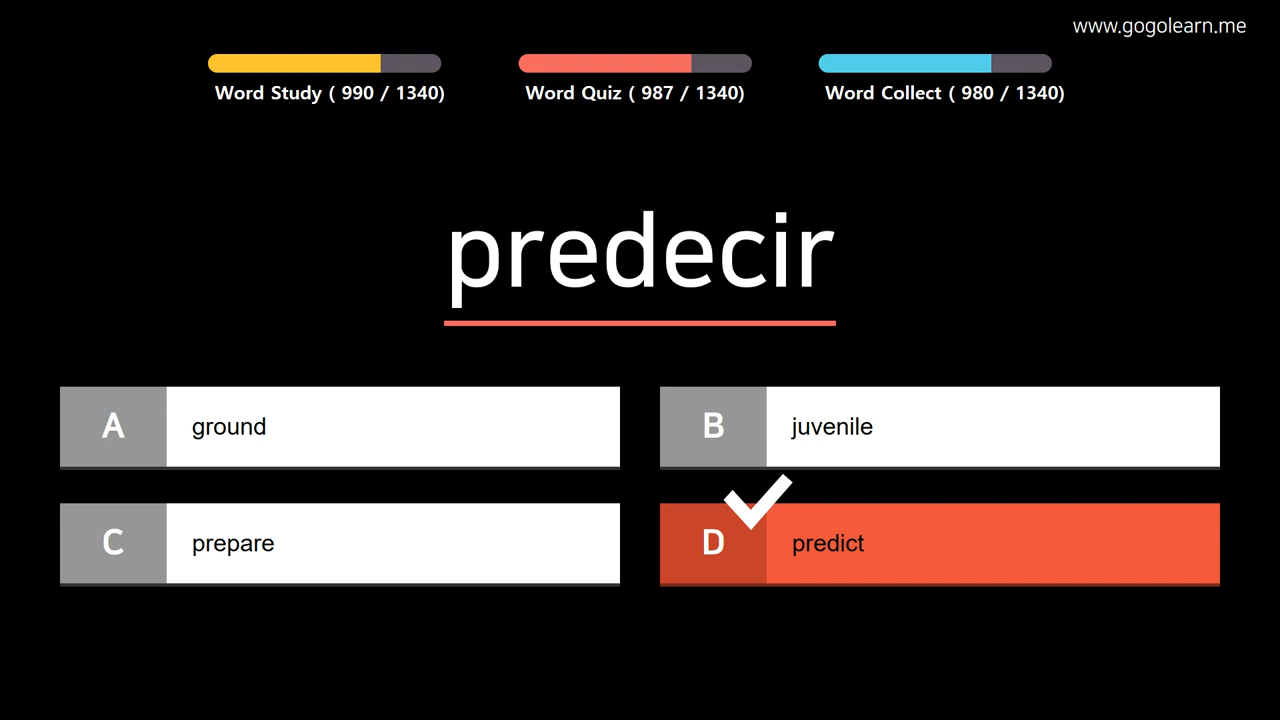 www.gogolearn.me
Word Study ( 990 / 1340)
Word Quiz ( 987 / 1340)
Word Collect ( 980 / 1340)
predecir
A ground
B juvenile
C prepare
D predict